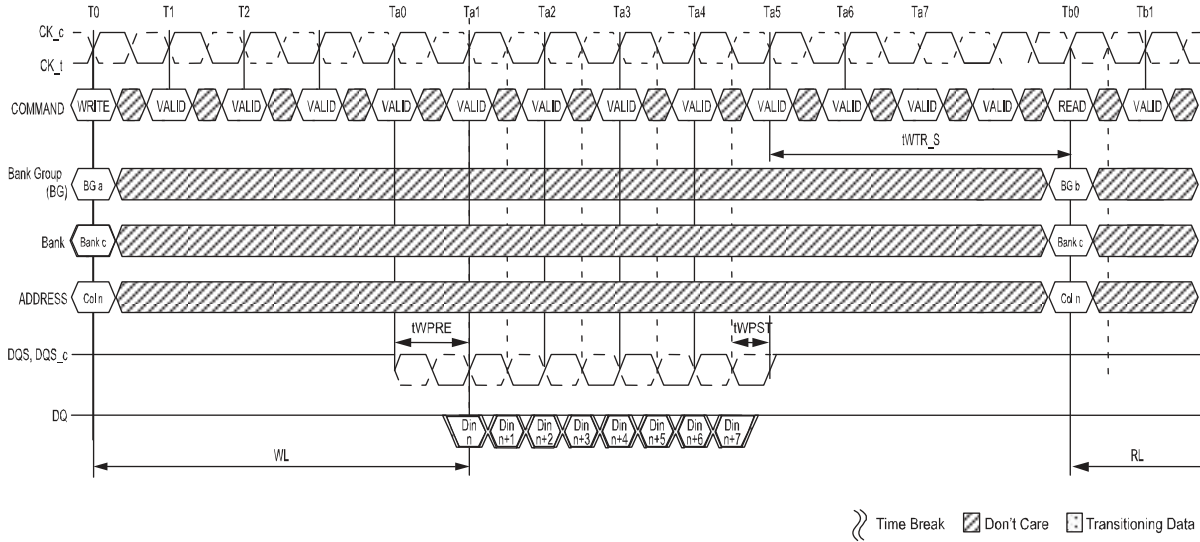 T0 T1 T2 Ta0 Ta1 Ta2 Ta3 Ta4 Ta5 Ta6 Ta7 Tb0 Tb1
CK_c
CK_t
COMMAND WRITE VALID VALID VALID VALID VALID VALID VALID VALID VALID VALID VALID VALID READ VALID
tWTR_S
Bank Group
(BG) BG a BG b
Bank Bank c Bank c
ADDRESS Col n Col n
tWPRE tWPST
DQS, DQS_c
DQ Din Din Din Din Din Din Din Din
n n+1 n+2 n+3 n+4 n+5 n+6 n+7
WL RL
Time Break Don't Care Transitioning Data